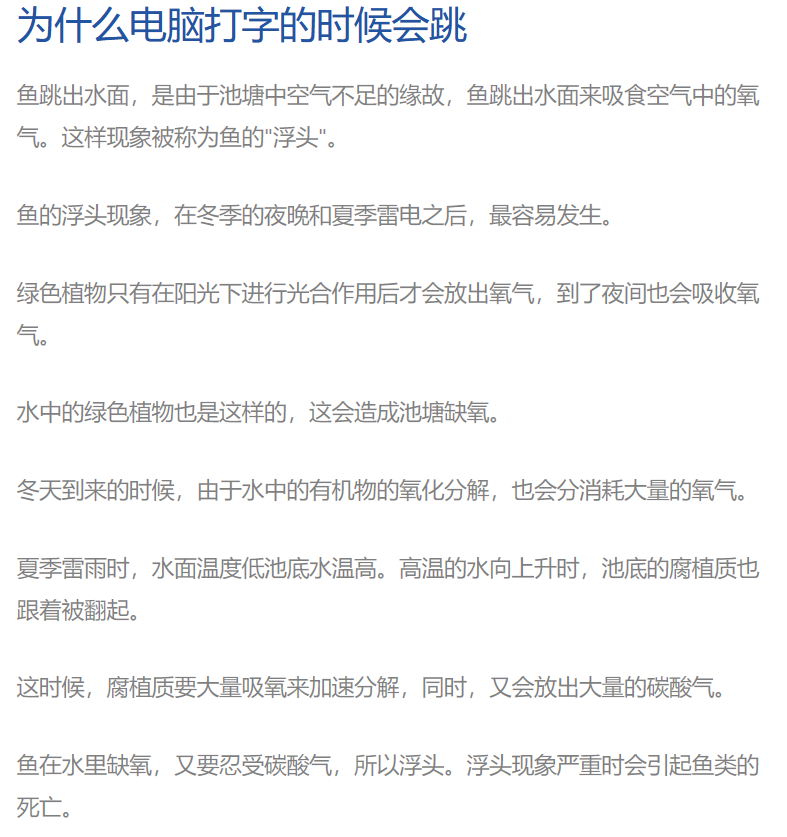 为什么电脑打字的时候会跳
鱼跳出水面，是由于池塘中空气不足的缘故，鱼跳出水面来吸食空气中的氧
气。这样现象被称为鱼的"浮头"。
鱼的浮头现象，在冬季的夜晚和夏季雷电之后，最容易发生。
绿色植物只有在阳光下进行光合作用后才会放出氧气，到了夜间也会吸收氧
气。
水中的绿色植物也是这样的，这会造成池塘缺氧。
冬天到来的时候，由于水中的有机物的氧化分解，也会分消耗大量的氧气。
夏季雷雨时，水面温度低池底水温高。高温的水向上升时，池底的腐植质也
跟着被翻起。
这时候，腐植质要大量吸氧来加速分解，同时，又会放出大量的碳酸气。
鱼在水里缺氧，又要忍受碳酸气，所以浮头。浮头现象严重时会引起鱼类的
死亡。